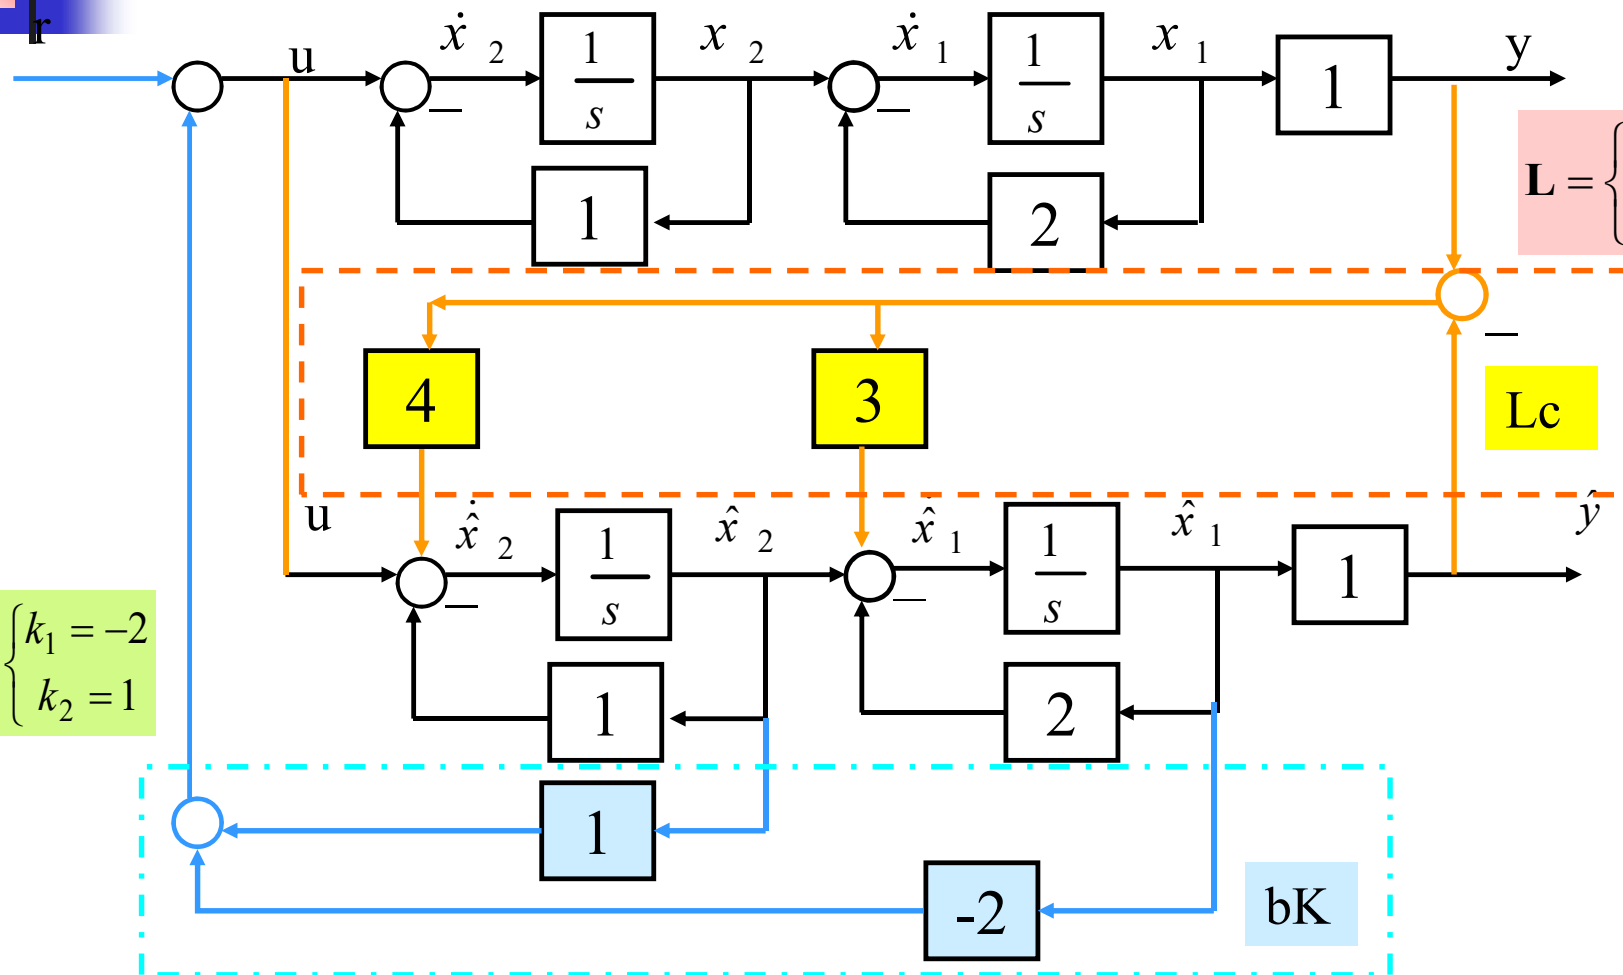 r
u
ẋ 2
1/s
x 2
ẋ 1
1/s
x 1
1
y
1
2
L = {
4
3
Lc
u
x̂̇ 2
1/s
x̂ 2
x̂̇ 1
1/s
x̂ 1
1
ŷ
k₁ = −2
k₂ = 1
1
2
1
-2
bK